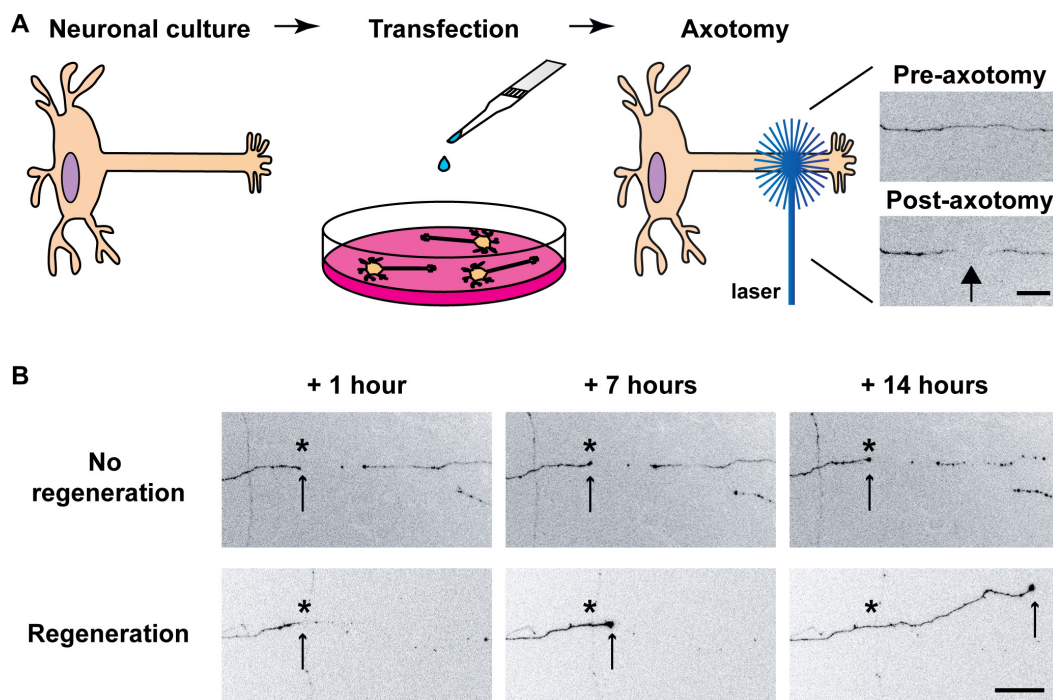 A Neuronal culture → Transfection → Axotomy
Pre-axotomy
Post-axotomy
laser
B
+ 1 hour + 7 hours + 14 hours
No
regeneration
* * *
Regeneration
* * *